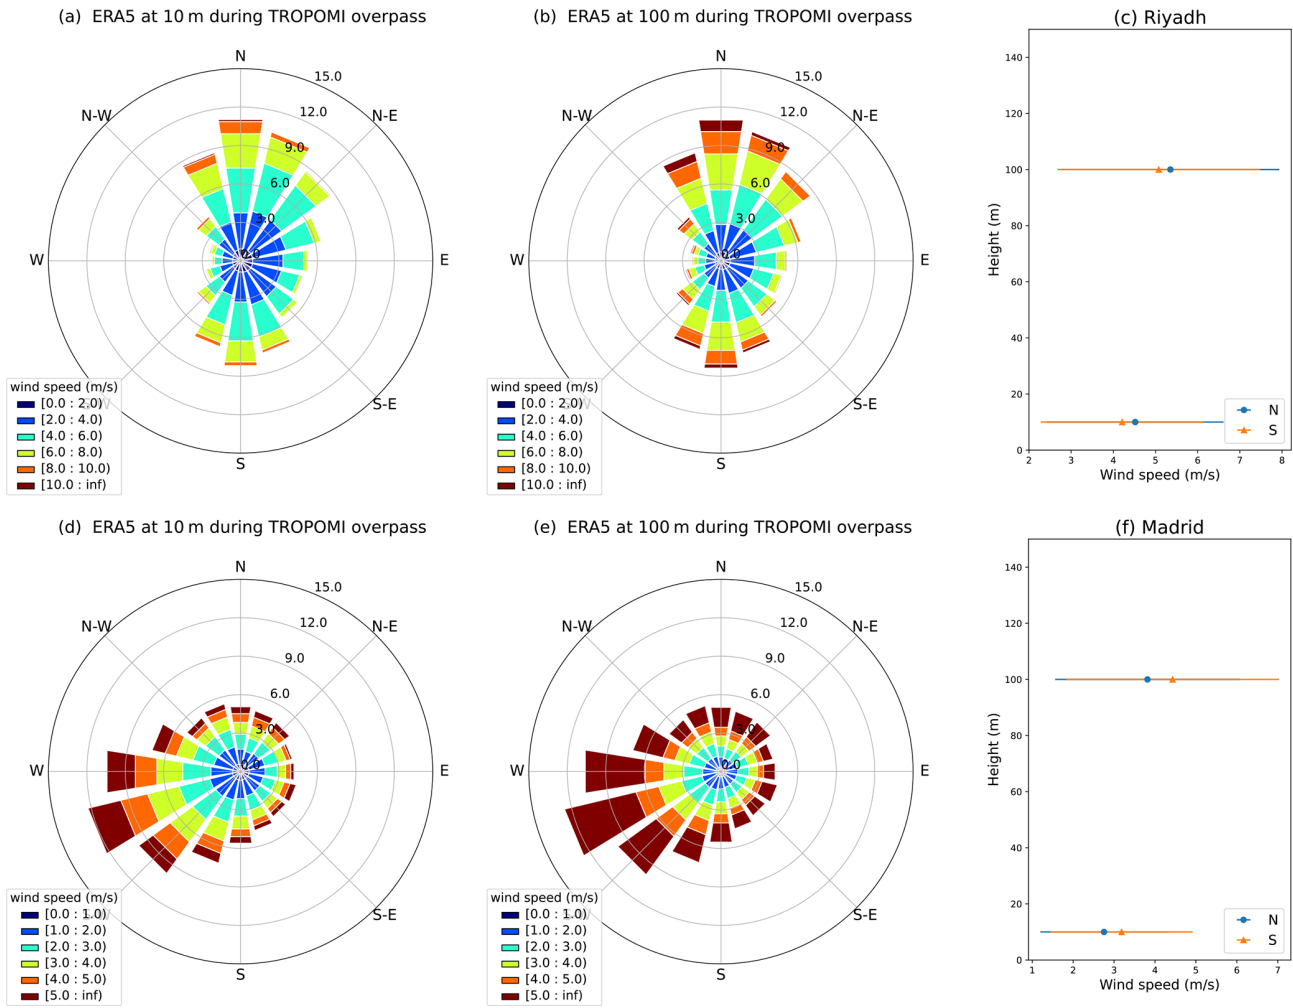 (a)  ERA5 at 10 m during TROPOMI overpass
N
N-E
E
S-E
S
W
N-W
0.0
3.0
6.0
9.0
12.0
15.0
wind speed (m/s)
[0.0 : 2.0)
[2.0 : 4.0)
[4.0 : 6.0)
[6.0 : 8.0)
[8.0 : 10.0)
[10.0 : inf)
(b)  ERA5 at 100 m during TROPOMI overpass
N
N-E
E
S-E
S
W
N-W
0.0
3.0
6.0
9.0
12.0
15.0
wind speed (m/s)
[0.0 : 2.0)
[2.0 : 4.0)
[4.0 : 6.0)
[6.0 : 8.0)
[8.0 : 10.0)
[10.0 : inf)
(c) Riyadh
Height (m)
140
120
100
80
60
40
20
0
2 3 4 5 6 7 8
Wind speed (m/s)
N
S
(d)  ERA5 at 10 m during TROPOMI overpass
N
N-E
E
S-E
S
W
N-W
0.0
3.0
6.0
9.0
12.0
15.0
wind speed (m/s)
[0.0 : 1.0)
[1.0 : 2.0)
[2.0 : 3.0)
[3.0 : 4.0)
[4.0 : 5.0)
[5.0 : inf)
(e)  ERA5 at 100 m during TROPOMI overpass
N
N-E
E
S-E
S
W
N-W
0.0
3.0
6.0
9.0
12.0
15.0
wind speed (m/s)
[0.0 : 1.0)
[1.0 : 2.0)
[2.0 : 3.0)
[3.0 : 4.0)
[4.0 : 5.0)
[5.0 : inf)
(f) Madrid
Height (m)
140
120
100
80
60
40
20
0
1 2 3 4 5 6 7
Wind speed (m/s)
N
S